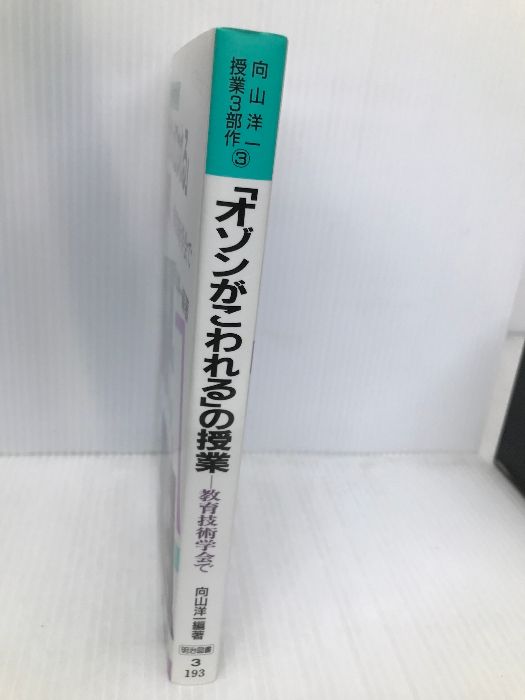 向山洋一
授業3部作③
「オゾンがこわれる」の授業
―教育技術学会で
向山洋一編著
明治図書
3
193